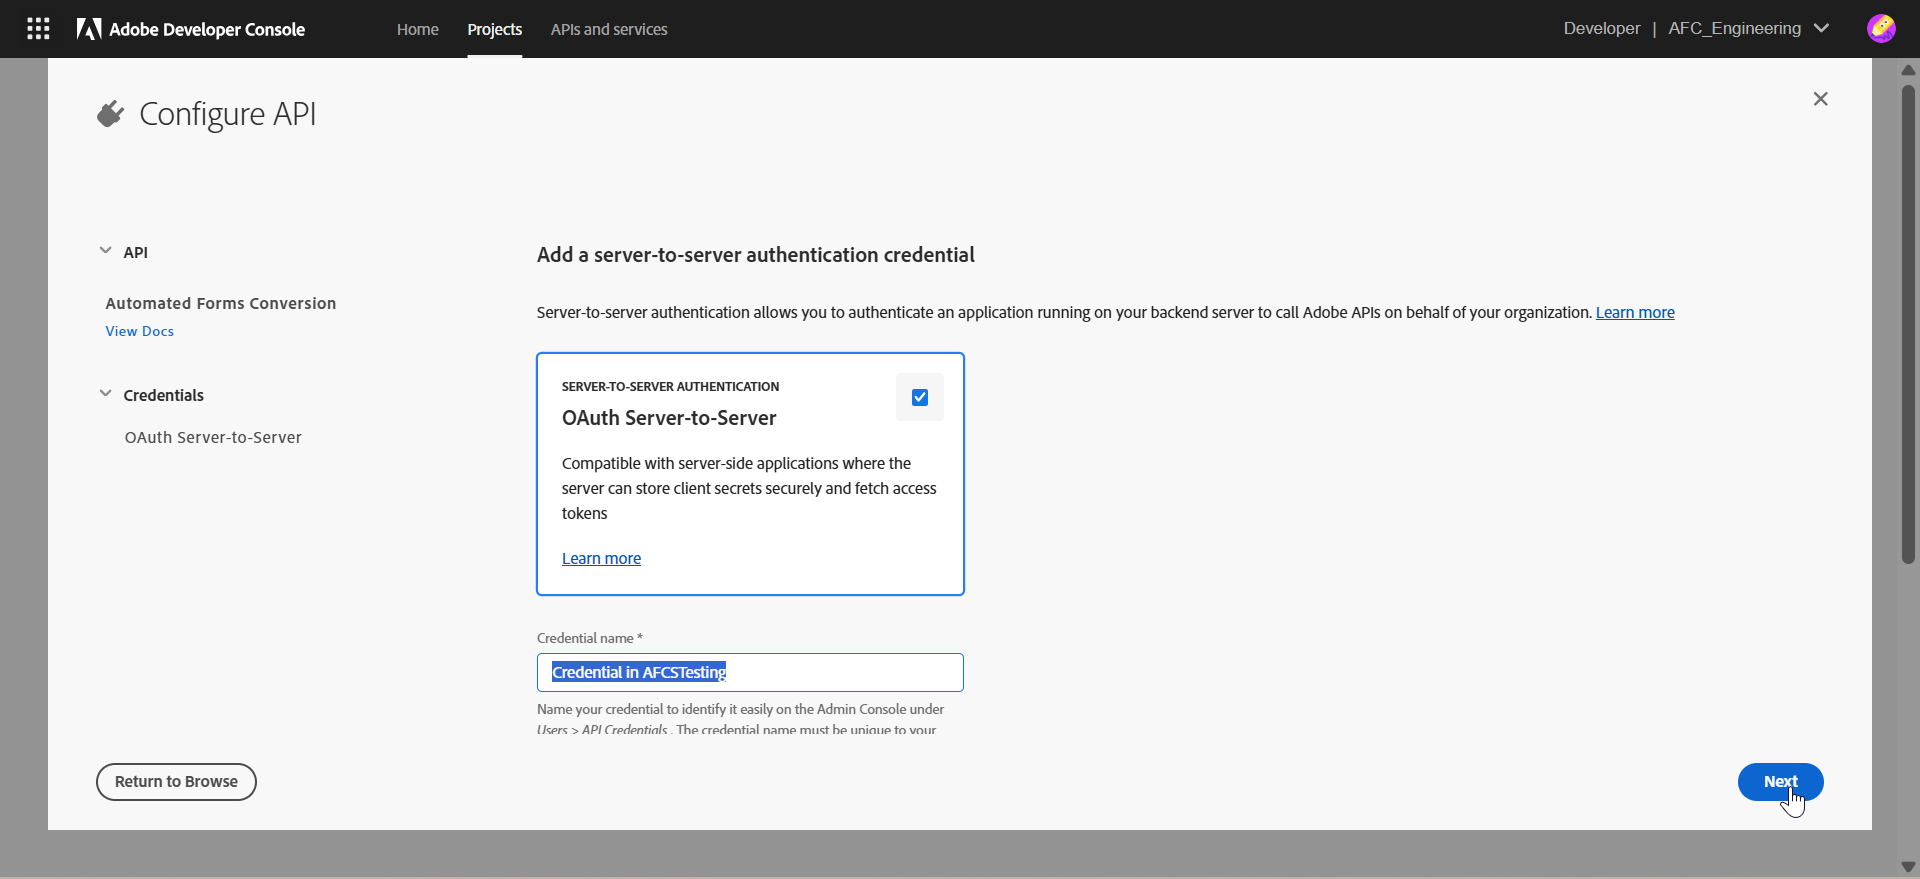 Adobe Developer Console
Home
Projects
APIs and services
Developer | AFC_Engineering
Configure API
API
Automated Forms Conversion
View Docs
Credentials
OAuth Server-to-Server
Add a server-to-server authentication credential
Server-to-server authentication allows you to authenticate an application running on your backend server to call Adobe APIs on behalf of your organization. Learn more
SERVER-TO-SERVER AUTHENTICATION
OAuth Server-to-Server
Compatible with server-side applications where the
server can store client secrets securely and fetch access
tokens
Learn more
Credential name *
Credential in AFCSTesting
Name your credential to identify it easily on the Admin Console under
Users > API Credentials . The credential name must be unique to your
Return to Browse
Next